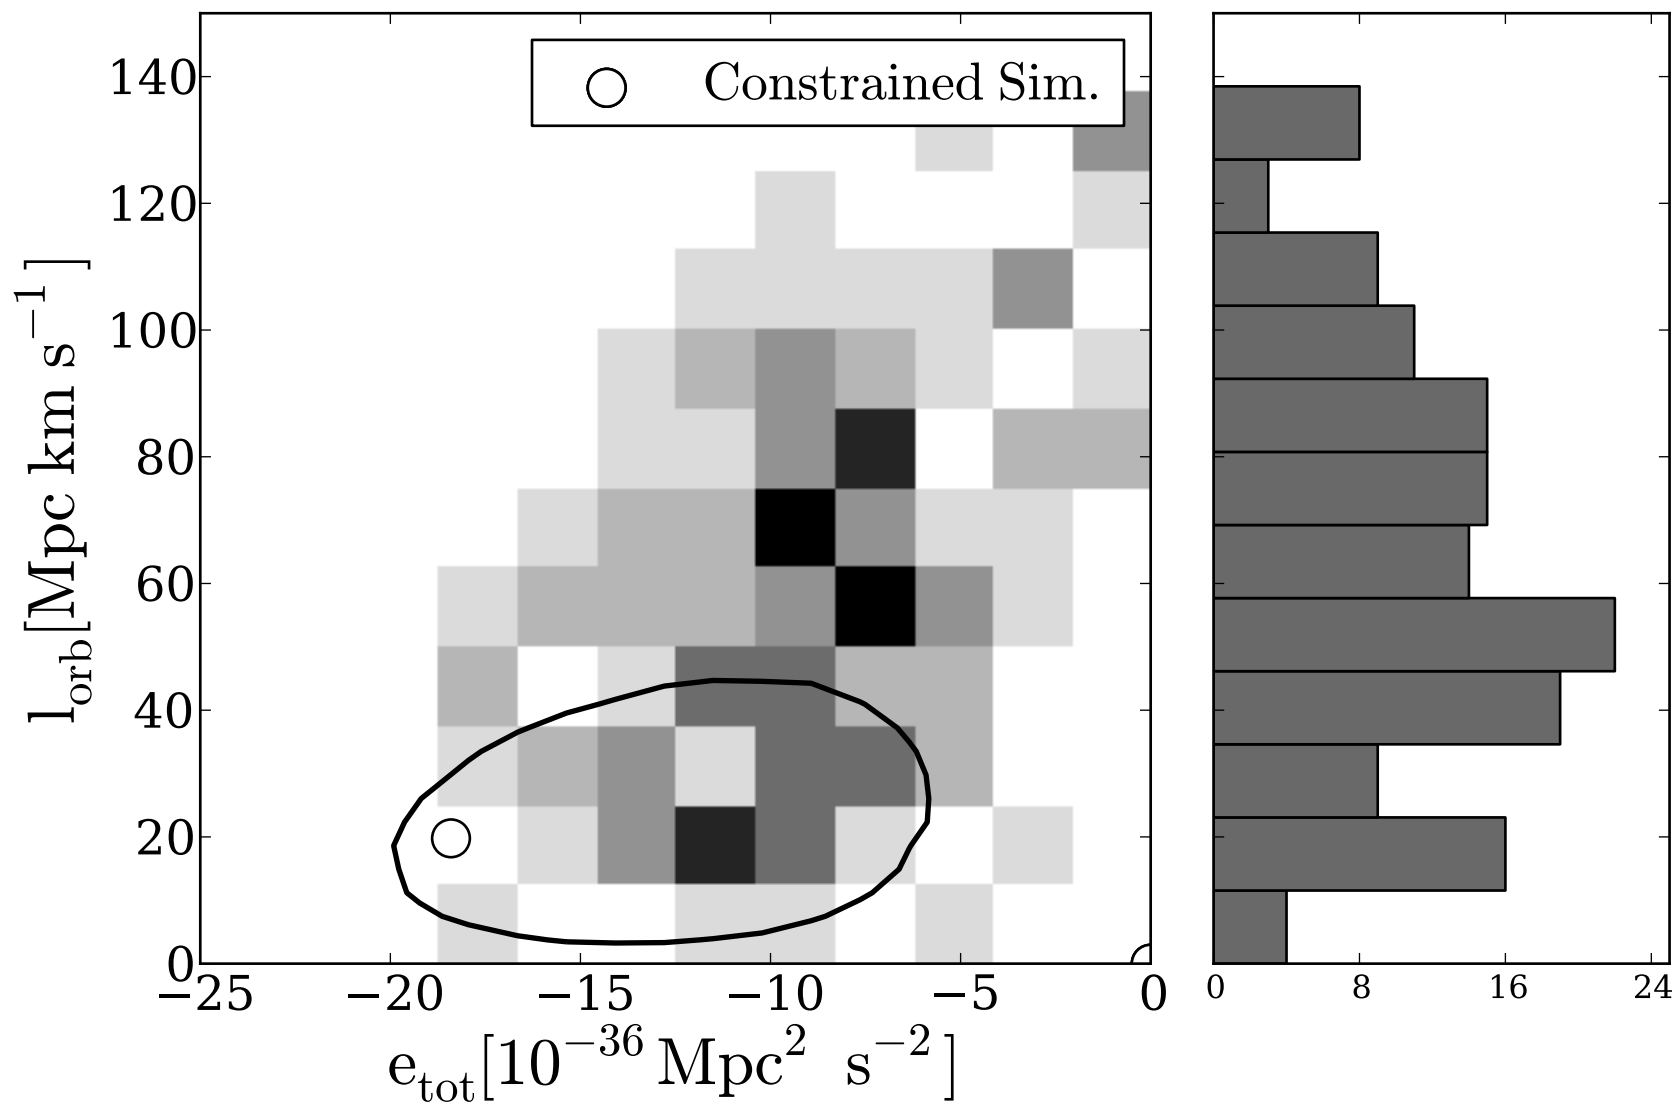 Constrained Sim.
140
120
100
80
60
40
20
0
l_orb[Mpc km s^−1]
−25 −20 −15 −10 −5 0
0 8 16 24
e_tot[10^−36 Mpc^2 s^−2]